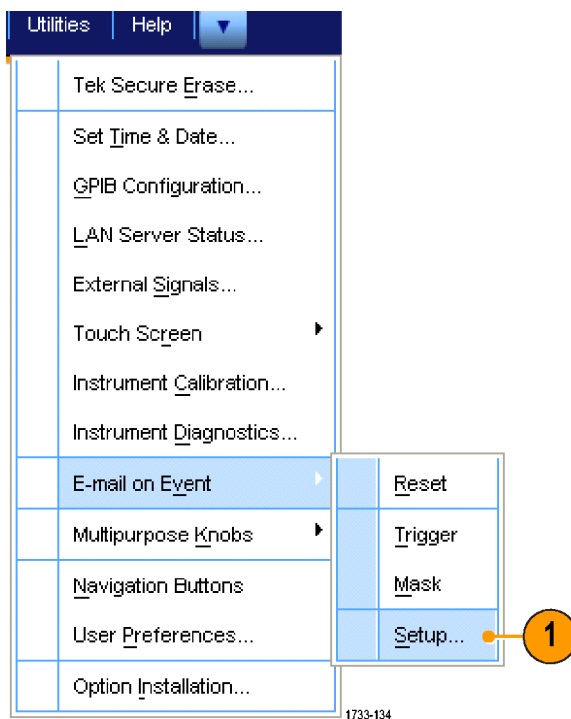 Utilities Help
Tek Secure Erase...
Set Time & Date...
GPIB Configuration...
LAN Server Status...
External Signals...
Touch Screen
Instrument Calibration...
Instrument Diagnostics...
E-mail on Event
Multipurpose Knobs
Navigation Buttons
User Preferences...
Option Installation...
Reset
Trigger
Mask
Setup...
1
1733-134